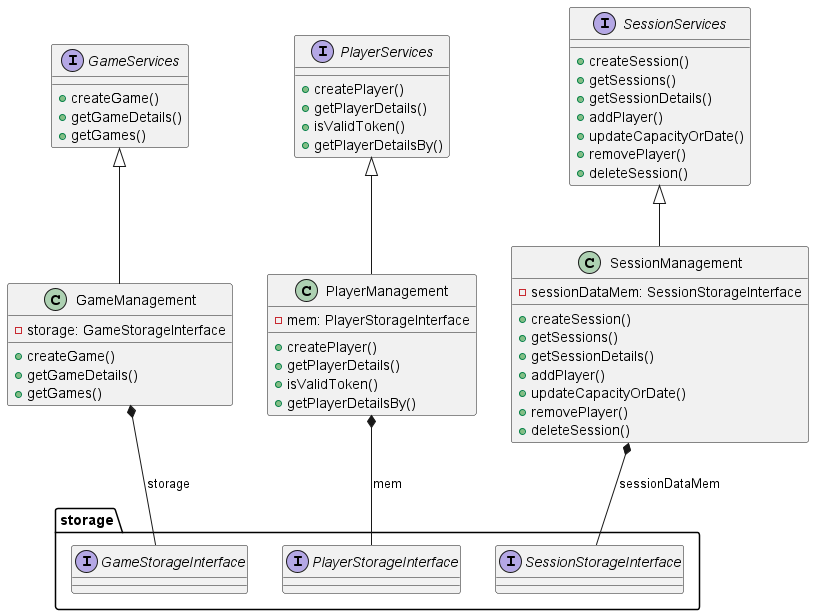 I GameServices
createGame()
getGameDetails()
getGames()
I PlayerServices
createPlayer()
getPlayerDetails()
isValidToken()
getPlayerDetailsBy()
I SessionServices
createSession()
getSessions()
getSessionDetails()
addPlayer()
updateCapacityOrDate()
removePlayer()
deleteSession()
C GameManagement
storage: GameStorageInterface
createGame()
getGameDetails()
getGames()
C PlayerManagement
mem: PlayerStorageInterface
createPlayer()
getPlayerDetails()
isValidToken()
getPlayerDetailsBy()
C SessionManagement
sessionDataMem: SessionStorageInterface
createSession()
getSessions()
getSessionDetails()
addPlayer()
updateCapacityOrDate()
removePlayer()
deleteSession()
storage
mem
sessionDataMem
storage
I GameStorageInterface
I PlayerStorageInterface
I SessionStorageInterface